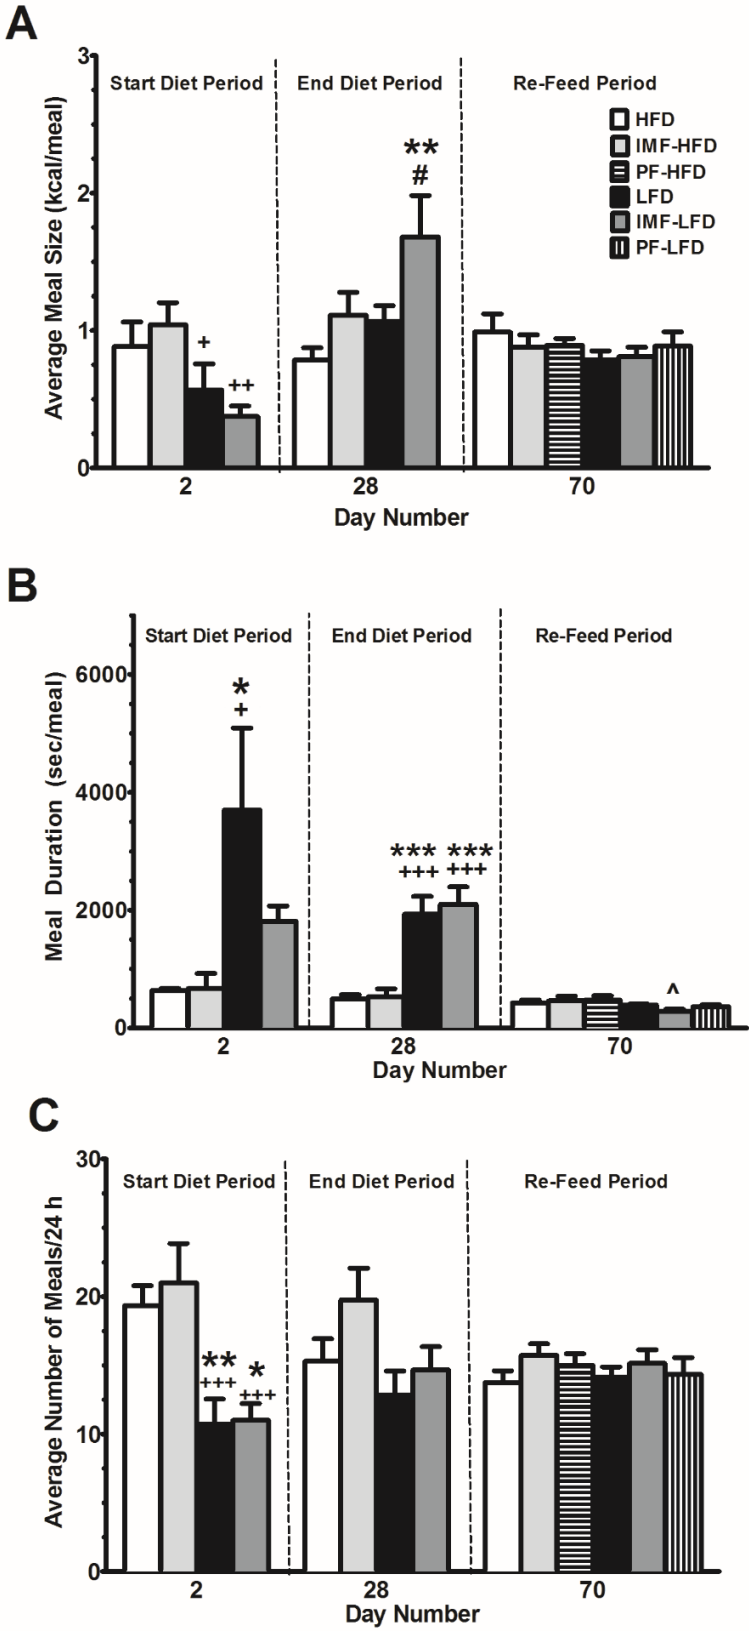 A
Start Diet Period End Diet Period Re-Feed Period
HFD
IMF-HFD
PF-HFD
LFD
IMF-LFD
PF-LFD
Average Meal Size (kcal/meal)
3
2
1
0
**
#
+
++
2 28 70
Day Number
B
Start Diet Period End Diet Period Re-Feed Period
Meal Duration (sec/meal)
6000
4000
2000
0
*
+
*** ***
+++ +++
^
2 28 70
Day Number
C
Start Diet Period End Diet Period Re-Feed Period
Average Number of Meals/24 h
30
20
10
0
** *
+++ +++
2 28 70
Day Number